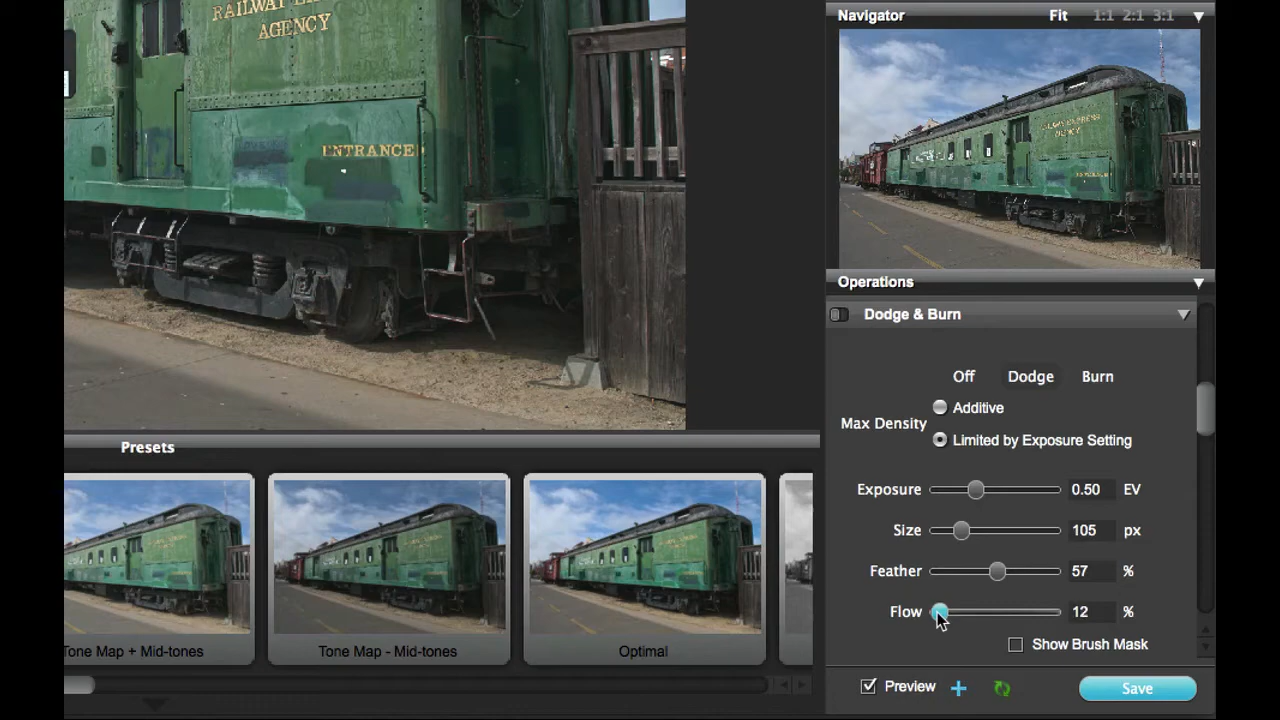 Navigator Fit 1:1 2:1 3:1
AGENCY
ENTRANCE
AGENCY
Operations
Dodge & Burn
Off Dodge Burn
Max Density
Additive
Limited by Exposure Setting
Exposure 0.50 EV
Size 105 px
Feather 57 %
Flow 12 %
Show Brush Mask
Preview
Save
Presets
Tone Map + Mid-tones
Tone Map - Mid-tones
Optimal